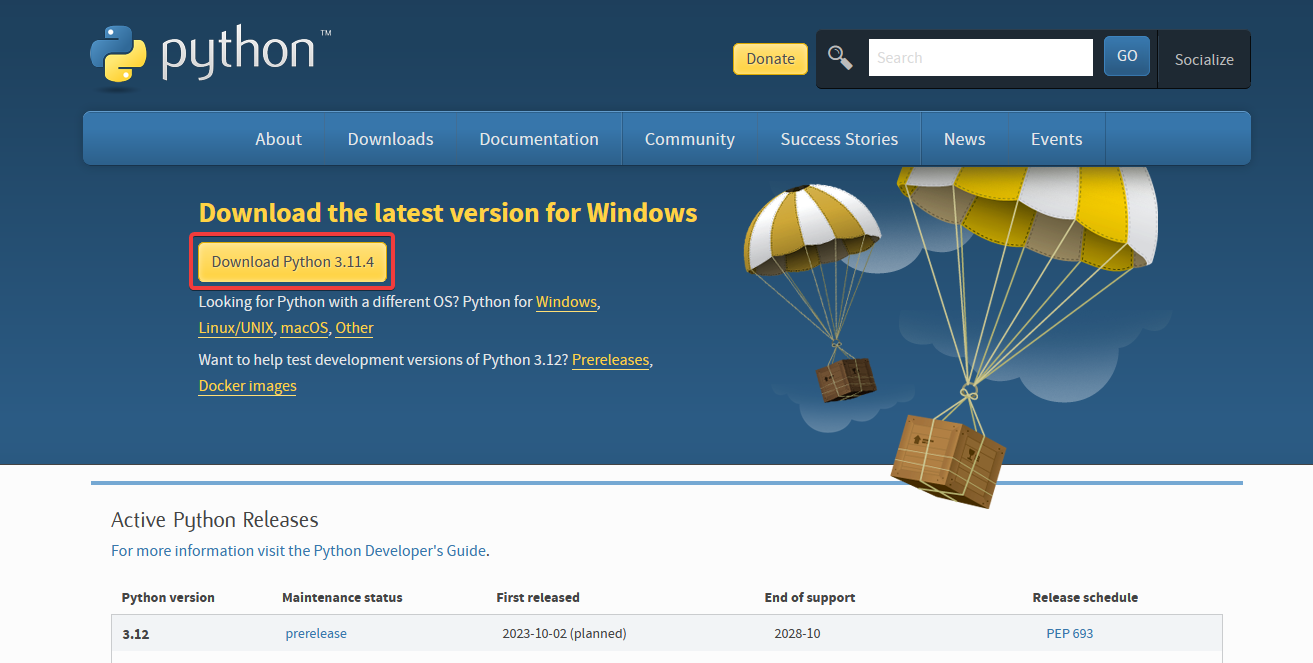 python™
Donate
Search
GO
Socialize
About Downloads Documentation Community Success Stories News Events
Download the latest version for Windows
Download Python 3.11.4
Looking for Python with a different OS? Python for Windows,
Linux/UNIX, macOS, Other
Want to help test development versions of Python 3.12? Prereleases,
Docker images
Active Python Releases
For more information visit the Python Developer's Guide.
Python version Maintenance status First released End of support Release schedule
3.12 prerelease 2023-10-02 (planned) 2028-10 PEP 693